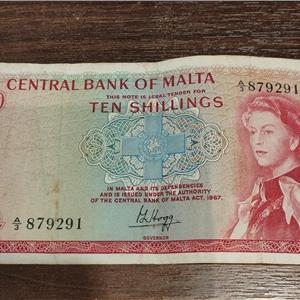 CENTRAL BANK OF MALTA
A/3 879291
THIS NOTE IS LEGAL TENDER FOR
TEN SHILLINGS
IN MALTA AND ITS DEPENDENCIES
AND IS ISSUED UNDER THE AUTHORITY
OF THE CENTRAL BANK OF MALTA ACT, 1967.
A/3 879291
GOVERNOR